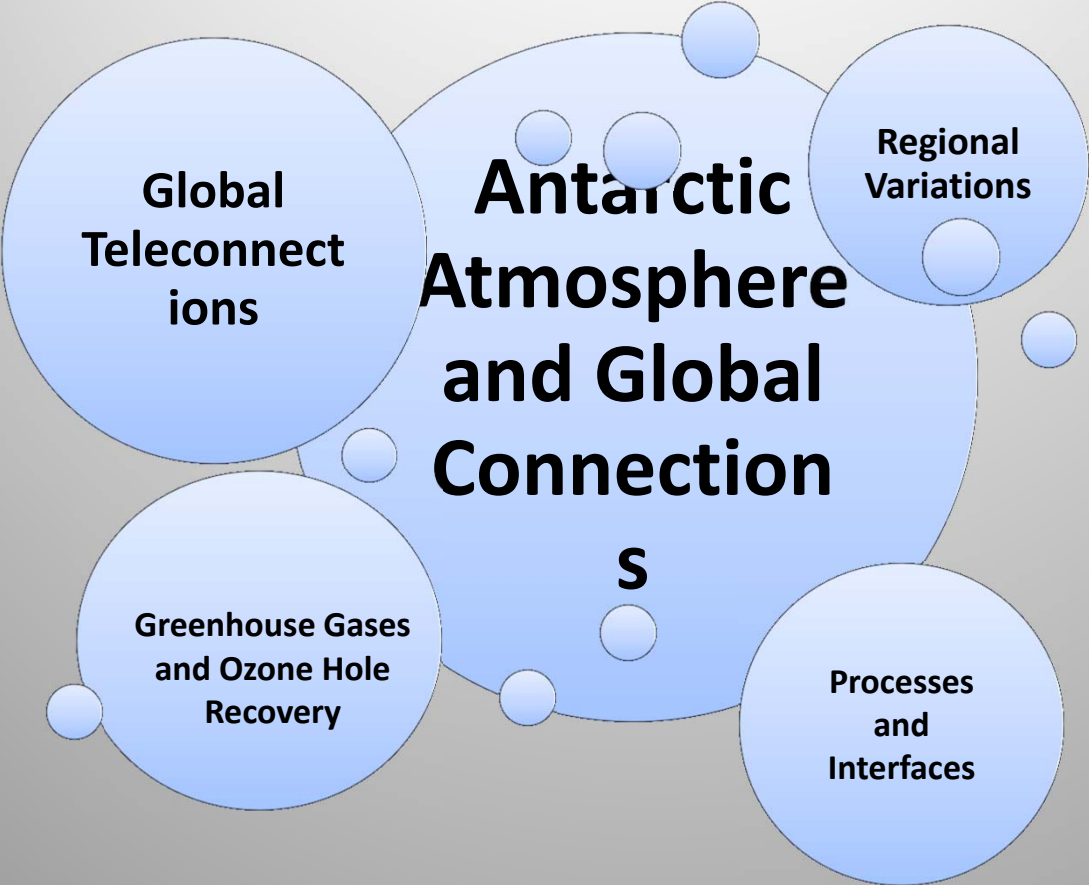 Global
Teleconnect
ions
Antarctic
Atmosphere
and Global
Connection
s
Regional
Variations
Greenhouse Gases
and Ozone Hole
Recovery
Processes
and
Interfaces